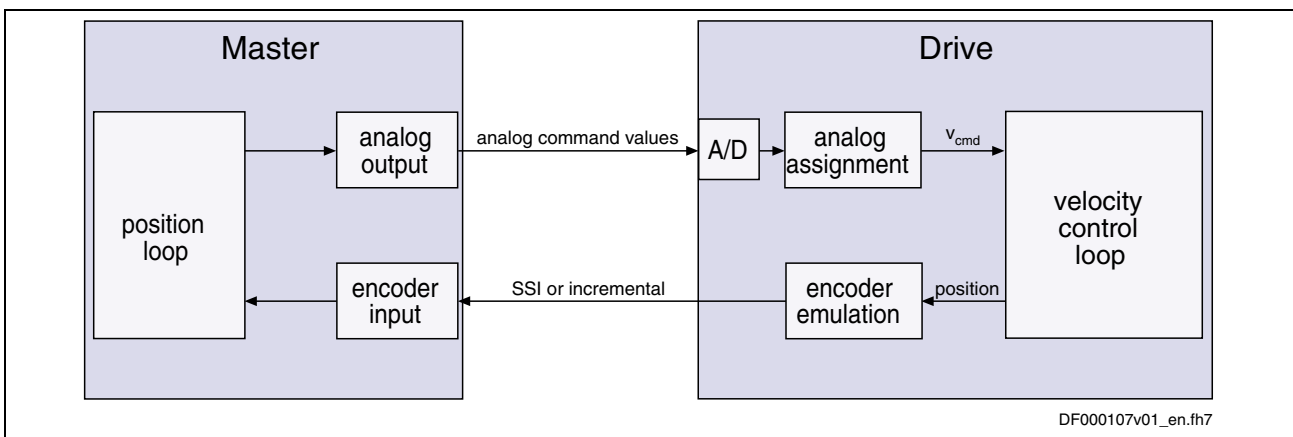 Master
Drive
position
loop
analog
output
analog command values
A/D
analog
assignment
vcmd
velocity
control
loop
encoder
input
SSI or incremental
encoder
emulation
position
DF000107v01_en.fh7